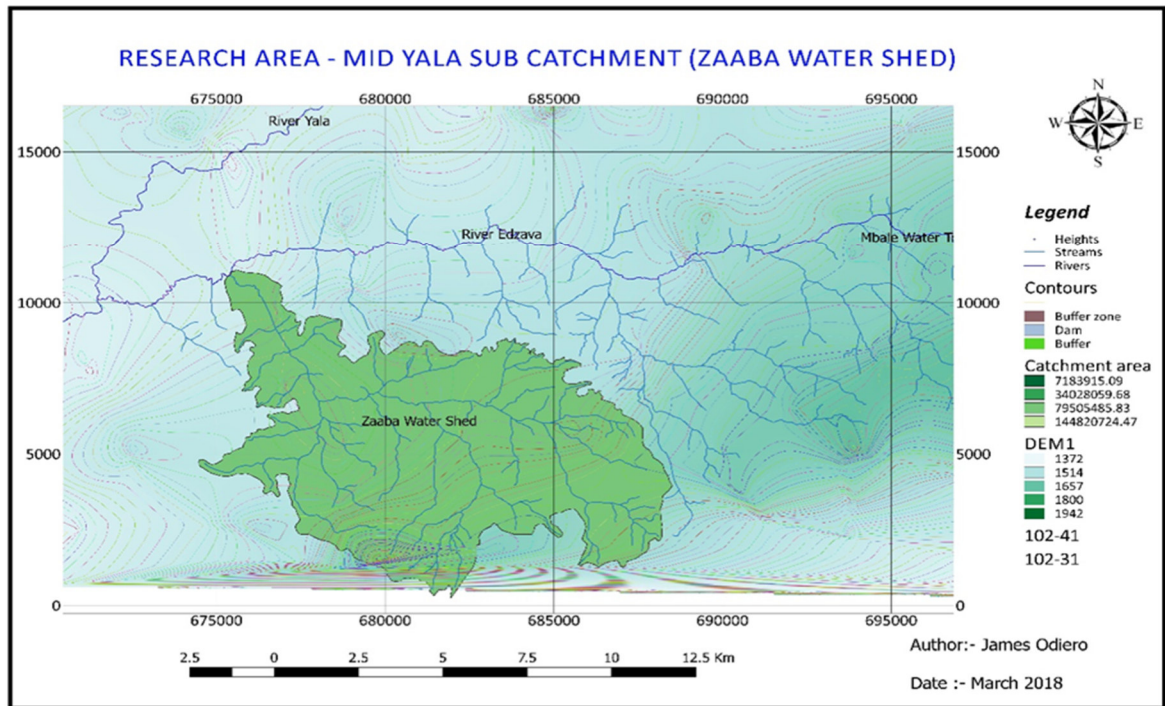 RESEARCH AREA - MID YALA SUB CATCHMENT (ZAABA WATER SHED)
675000 680000 685000 690000 695000
N
W E
S
River Yala
15000 15000
River Edzava
Mbale Water Ta
10000 10000
Zaaba Water Shed
5000 5000
0 0
675000 680000 685000 690000 695000
Legend
Heights
Streams
Rivers
Contours
Buffer zone
Dam
Buffer
Catchment area
7183915.09
34028059.68
79505485.83
144820724.47
DEM1
1372
1514
1657
1800
1942
102-41
102-31
2.5 0 2.5 5 7.5 10 12.5 Km
Author:- James Odiero
Date :- March 2018